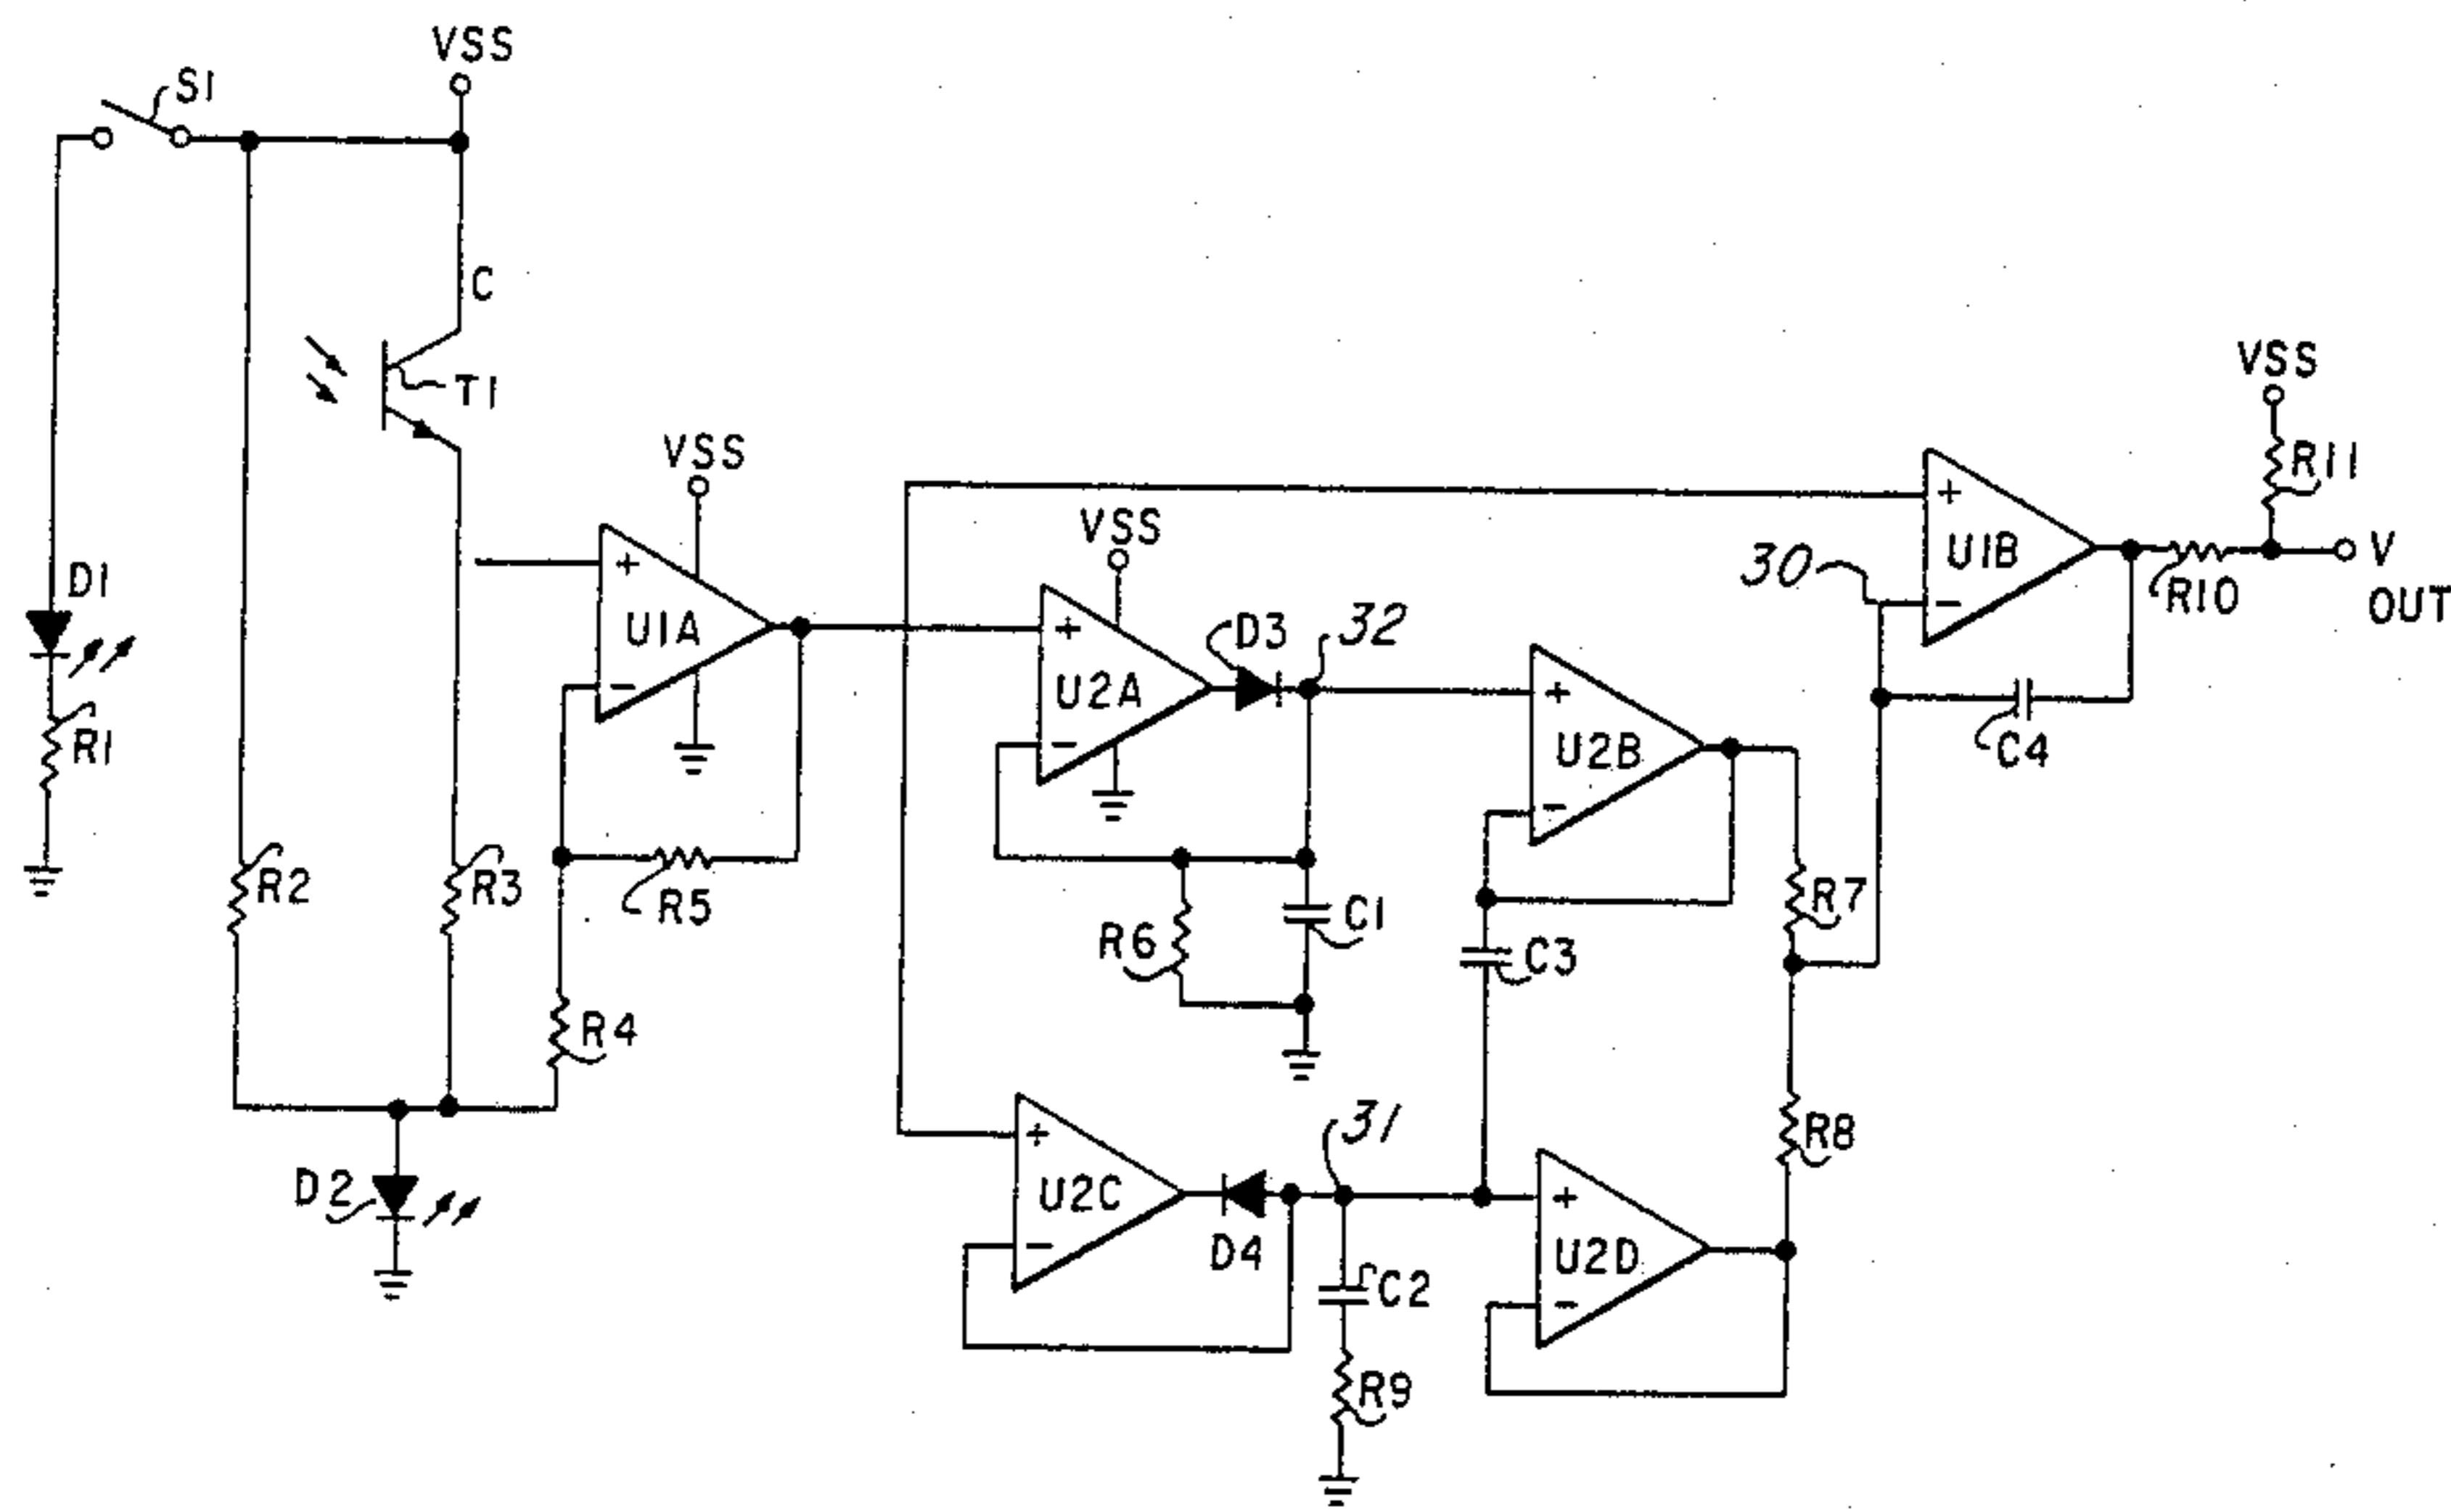 VSS
S1
C
T1
VSS
VSS
R11
VSS
+
U1B
30
-
V
OUT
R10
D1
+
U1A
-
+
U2A
-
D3
32
+
U2B
-
C4
R1
R2
R3
R5
R6
C1
C3
R7
R4
D2
+
U2C
-
D4
31
+
U2D
-
R8
C2
R9